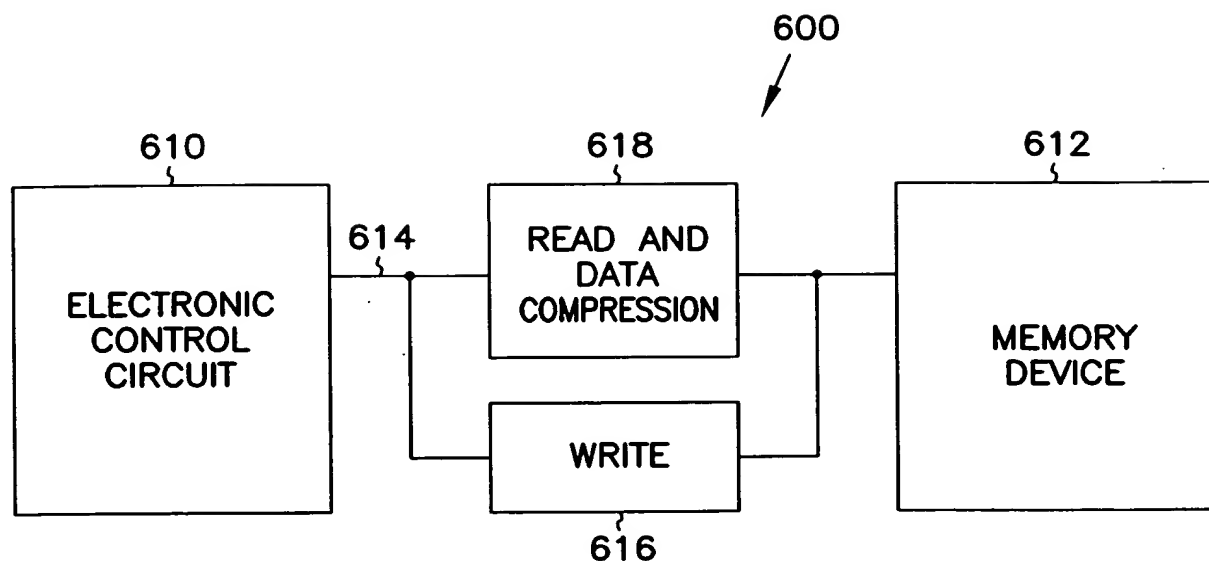 600
610
618
612
614
ELECTRONIC
CONTROL
CIRCUIT
READ AND
DATA
COMPRESSION
MEMORY
DEVICE
WRITE
616